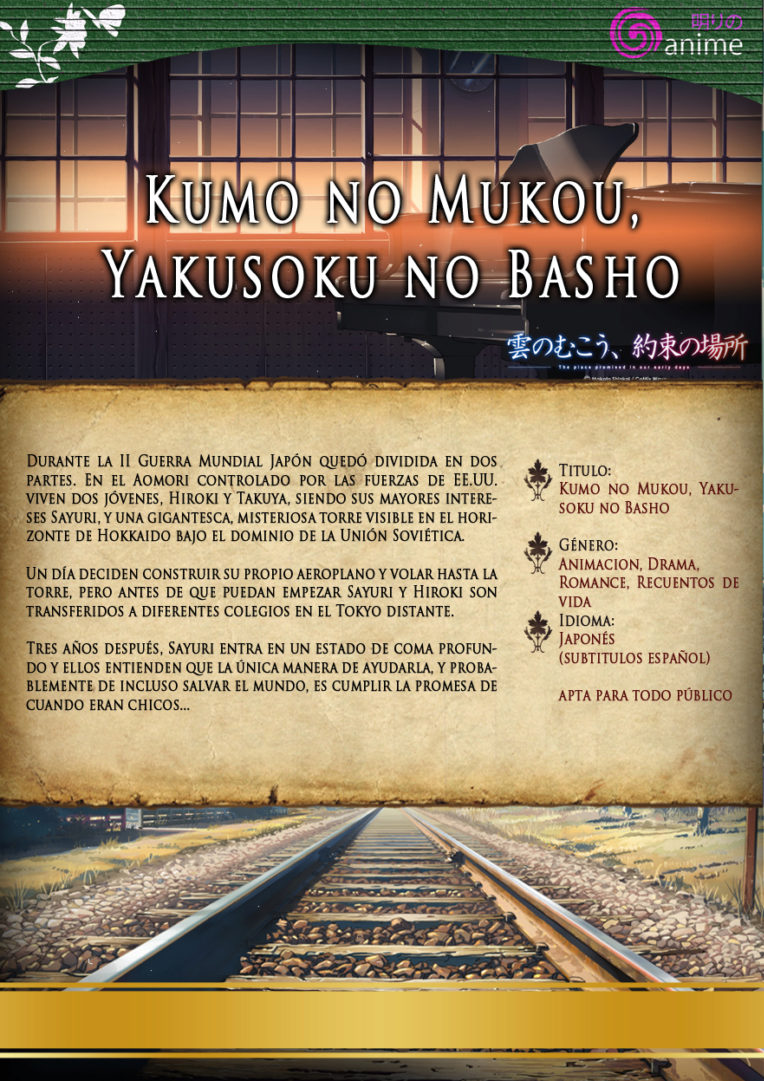 明りの
anime
Kumo no Mukou,
Yakusoku no Basho
雲のむこう、約束の場所
The place promised in our early days
Durante la II Guerra Mundial Japón quedó dividida en dos
partes. En el Aomori controlado por las fuerzas de EE.UU.
viven dos jóvenes, Hiroki y Takuya, siendo sus mayores intere-
ses Sayuri, y una gigantesca, misteriosa torre visible en el hori-
zonte de Hokkaido bajo el dominio de la Unión Soviética.
Un día deciden construir su propio aeroplano y volar hasta la
torre, pero antes de que puedan empezar Sayuri y Hiroki son
transferidos a diferentes colegios en el Tokyo distante.
Tres años después, Sayuri entra en un estado de coma profun-
do y ellos entienden que la única manera de ayudarla, y proba-
blemente de incluso salvar el mundo, es cumplir la promesa de
cuando eran chicos...
Titulo:
Kumo no Mukou, Yaku-
soku no Basho
Género:
Animacion, Drama,
Romance, Recuentos de
vida
Idioma:
Japonés
(subtitulos español)
apta para todo público